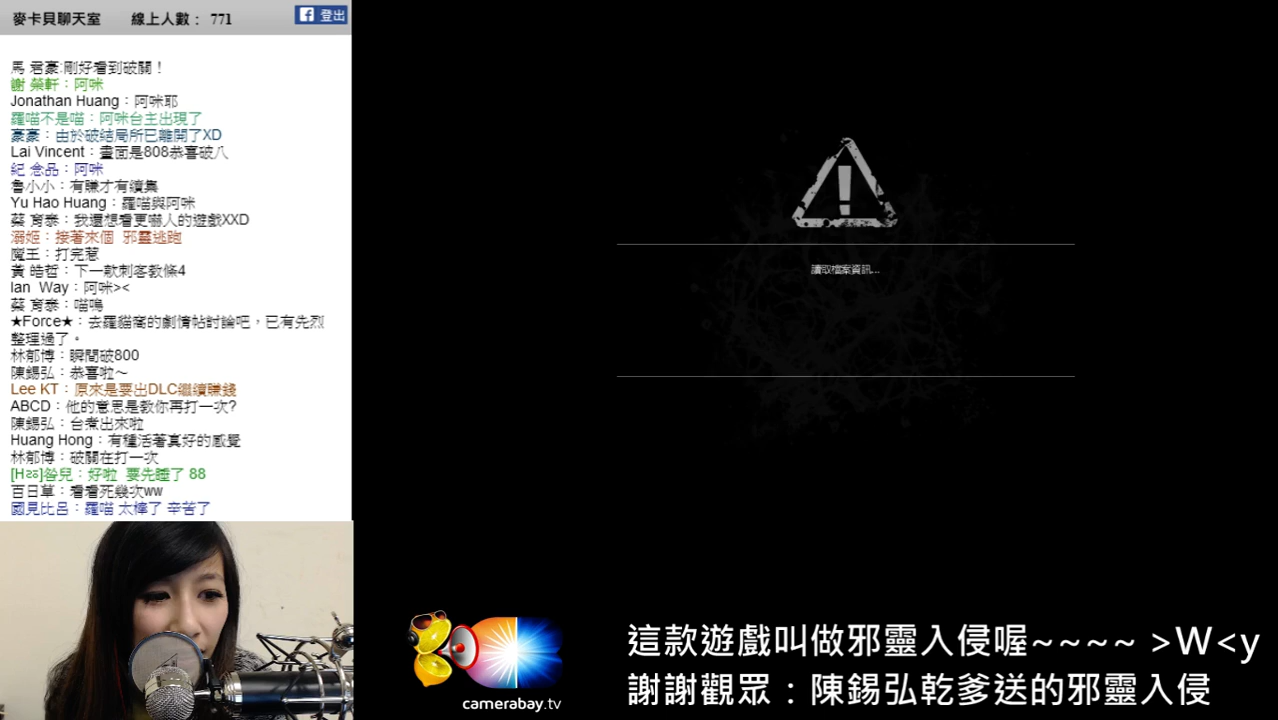 麥卡貝聊天室 線上人數： 771
登出
馬 君豪:剛好看到破關！
謝 榮軒：阿咪
Jonathan Huang：阿咪耶
羅喵不是喵：阿咪台主出現了
豪豪：由於破结局所已離開了XD
Lai Vincent：畫面是808恭喜破八
紀 念品：阿咪
魯小小：有賺才有續集
Yu Hao Huang：羅喵與阿咪
蔡 育泰：我還想看更嚇人的遊戲XXD
溺姬：接著來個 邪靈逃跑
魔王：打完惹
黃 皓哲：下一款刺客教條4
Ian Way：阿咪><
蔡 育泰：喵嗚
★Force★：去羅貓窩的劇情帖討論吧，已有先烈
整理過了。
林郁博：瞬間破800
陳錫弘：恭喜啦～
Lee KT：原來是要出DLC继續賺錢
ABCD：他的意思是教你再打一次?
陳錫弘：台煮出來啦
Huang Hong：有種活著真好的感覺
林郁博：破關在打一次
兒：好啦 要先睡了 88
百日草：看看死幾次ww
國見比呂：羅喵 太棒了 辛苦了
讀取檔案資訊...
camerabay.tv
這款遊戲叫做邪靈入侵喔~~~~ >W<y
謝謝觀眾：陳錫弘乾爹送的邪靈入侵